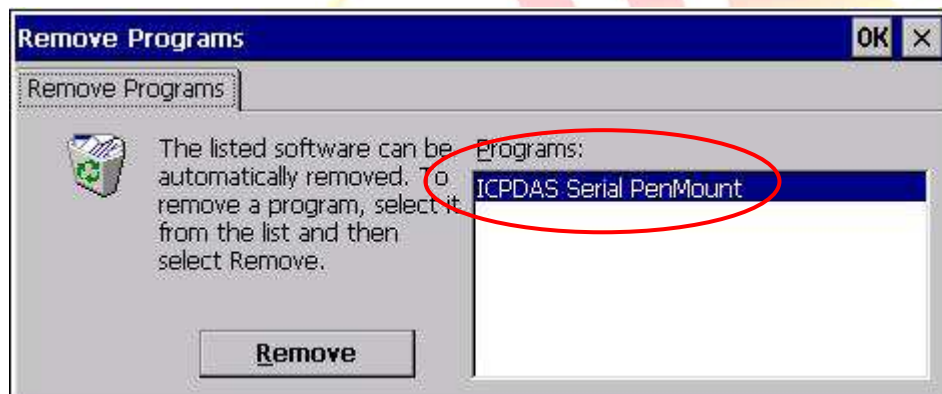 Remove Programs
OK ×
Remove Programs
The listed software can be
automatically removed. To
remove a program, select it
from the list and then
select Remove.
Remove
Programs:
ICPDAS Serial PenMount